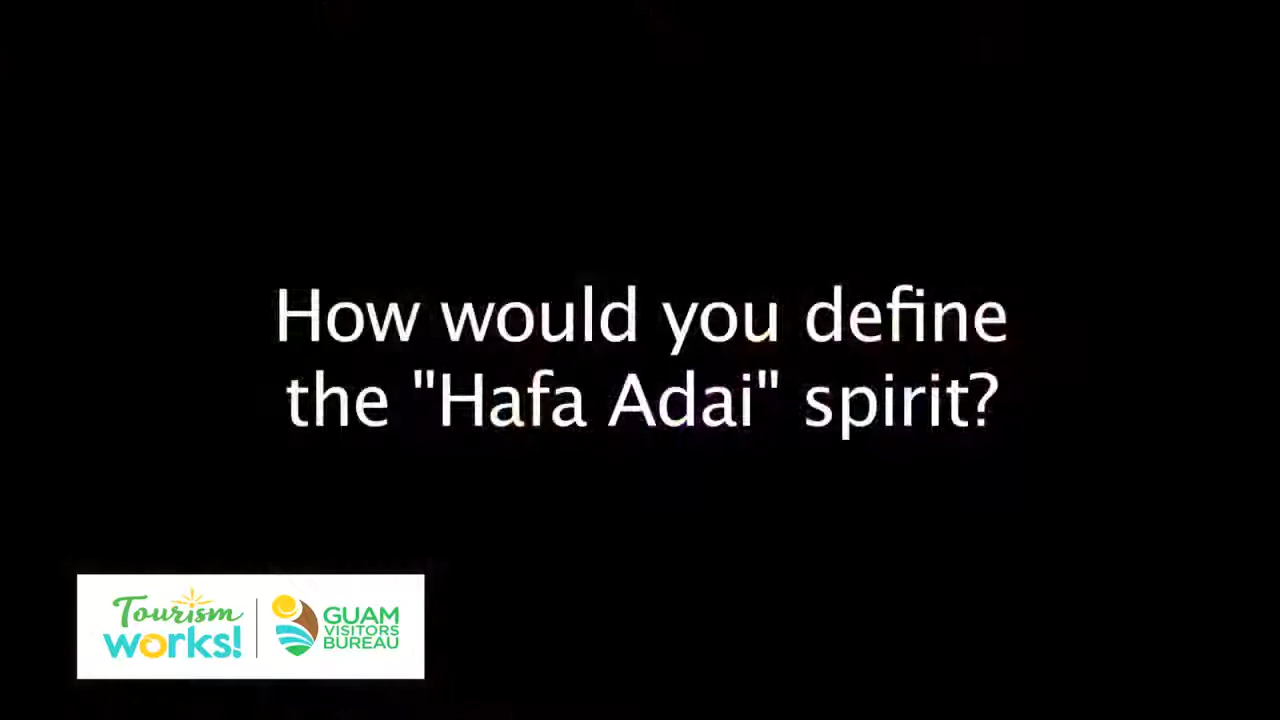 How would you define
the "Hafa Adai" spirit?
Tourism
works!
GUAM
VISITORS
BUREAU